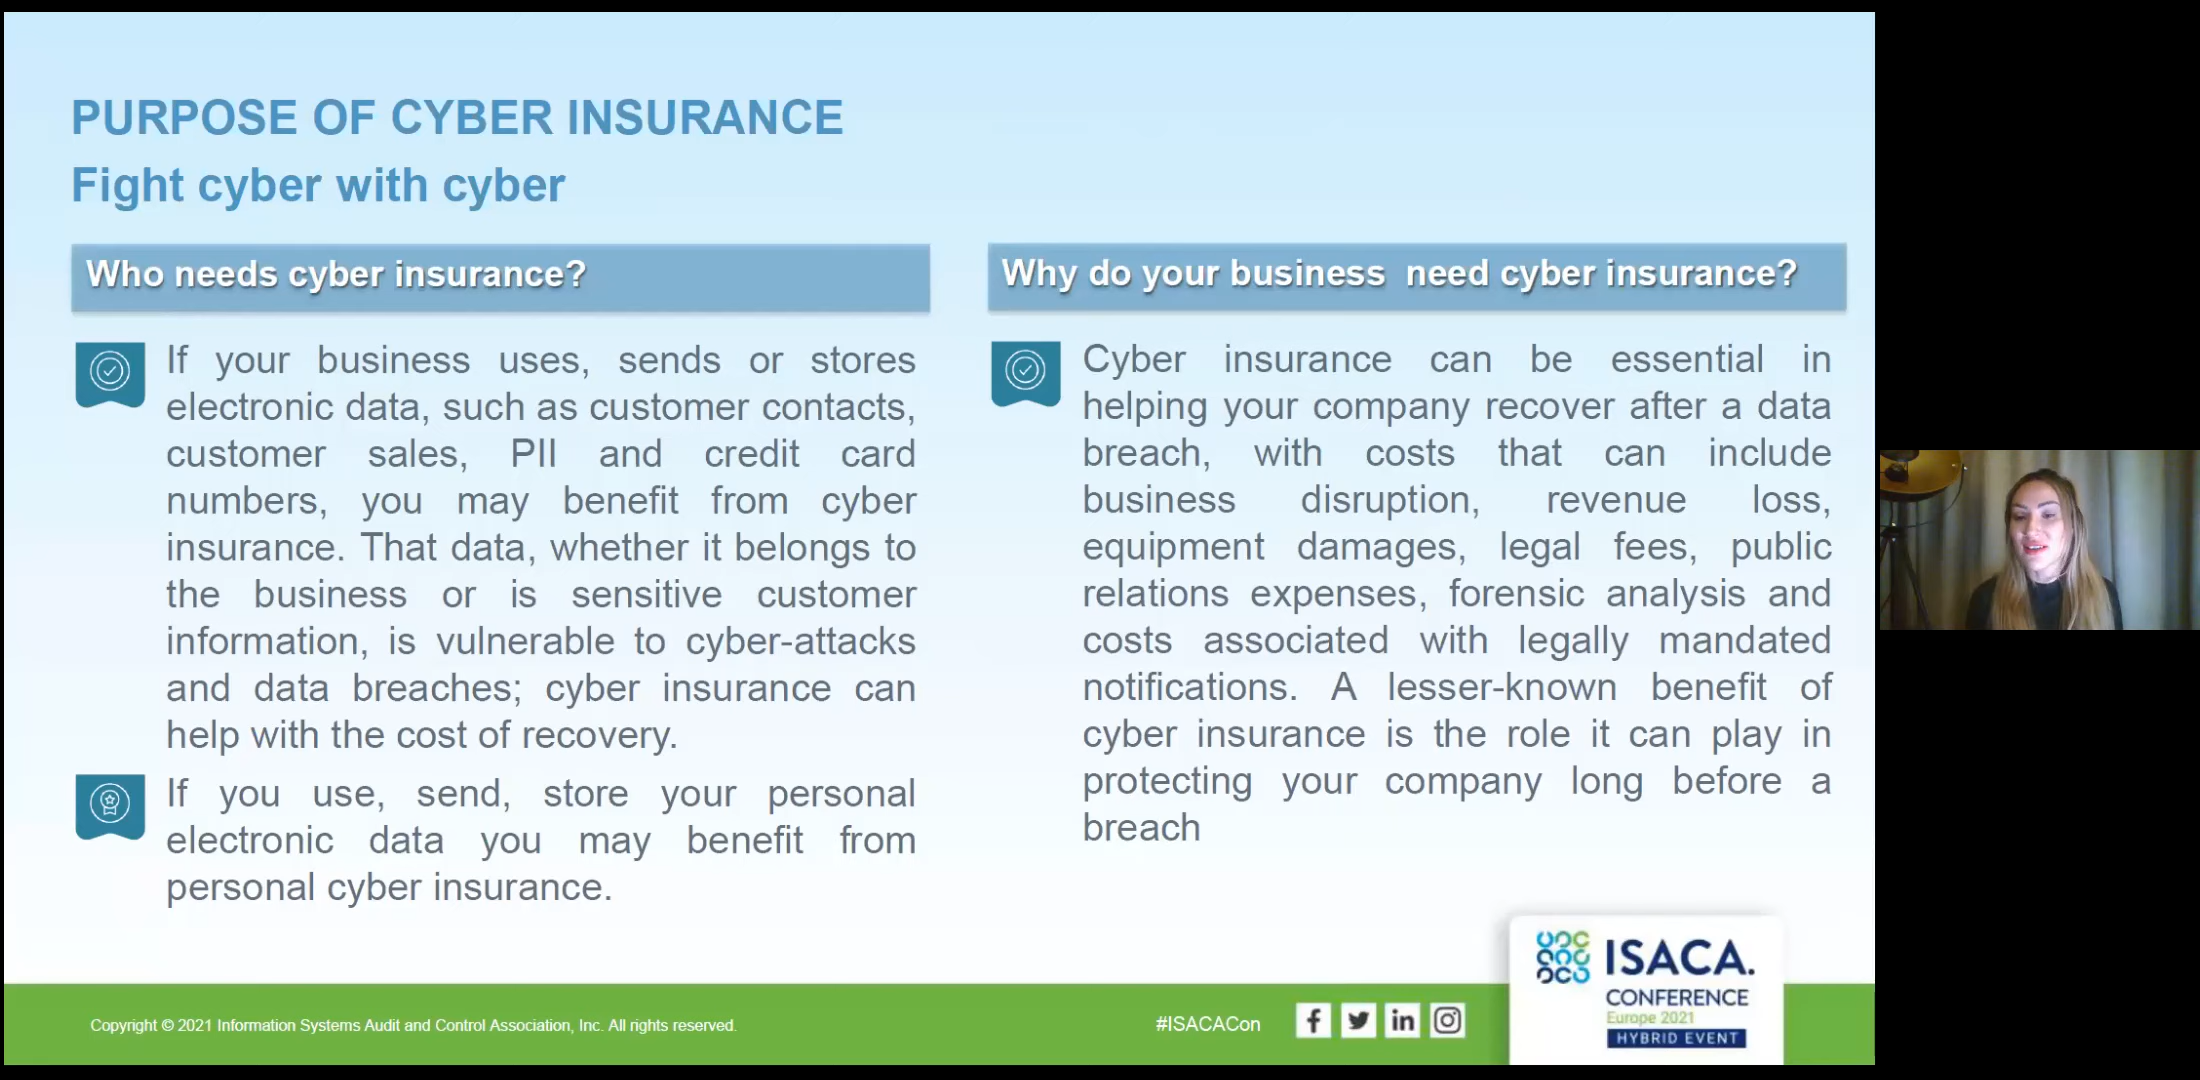 PURPOSE OF CYBER INSURANCE
Fight cyber with cyber
Who needs cyber insurance?
If your business uses, sends or stores
electronic data, such as customer contacts,
customer sales, PII and credit card
numbers, you may benefit from cyber
insurance. That data, whether it belongs to
the business or is sensitive customer
information, is vulnerable to cyber-attacks
and data breaches; cyber insurance can
help with the cost of recovery.
If you use, send, store your personal
electronic data you may benefit from
personal cyber insurance.
Why do your business  need cyber insurance?
Cyber insurance can be essential in
helping your company recover after a data
breach, with costs that can include
business disruption, revenue loss,
equipment damages, legal fees, public
relations expenses, forensic analysis and
costs associated with legally mandated
notifications. A lesser-known benefit of
cyber insurance is the role it can play in
protecting your company long before a
breach
Copyright © 2021 Information Systems Audit and Control Association, Inc. All rights reserved.
#ISACACon
ISACA.
CONFERENCE
Europe 2021
HYBRID EVENT